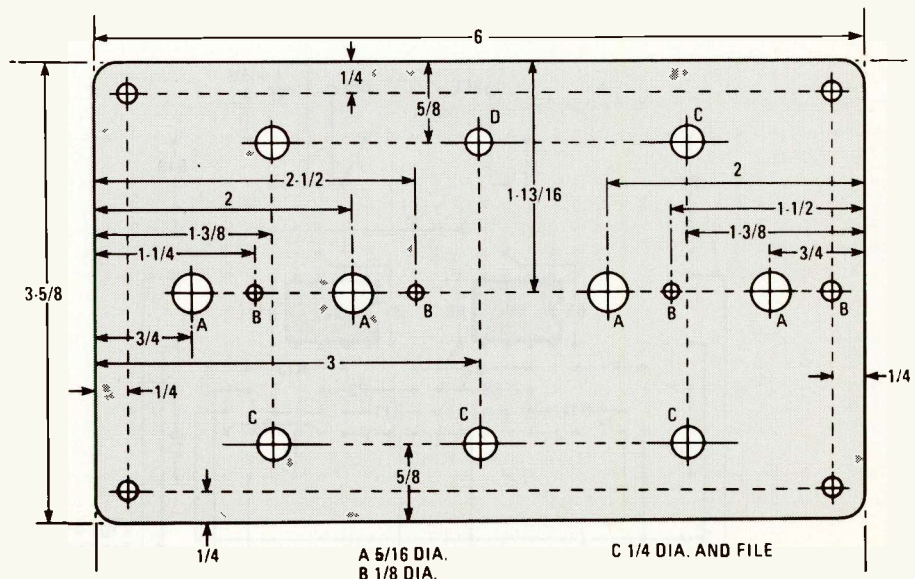 6
1/4
5/8
D
C
2-1/2
1-13/16
2
2
1-1/2
1-3/8
1-3/8
1-1/4
3/4
3-5/8
A
B
A
B
A
B
A
B
3/4
3
1/4
1/4
C
C
C
5/8
1/4
A 5/16 DIA.
C 1/4 DIA. AND FILE
B 1/8 DIA.